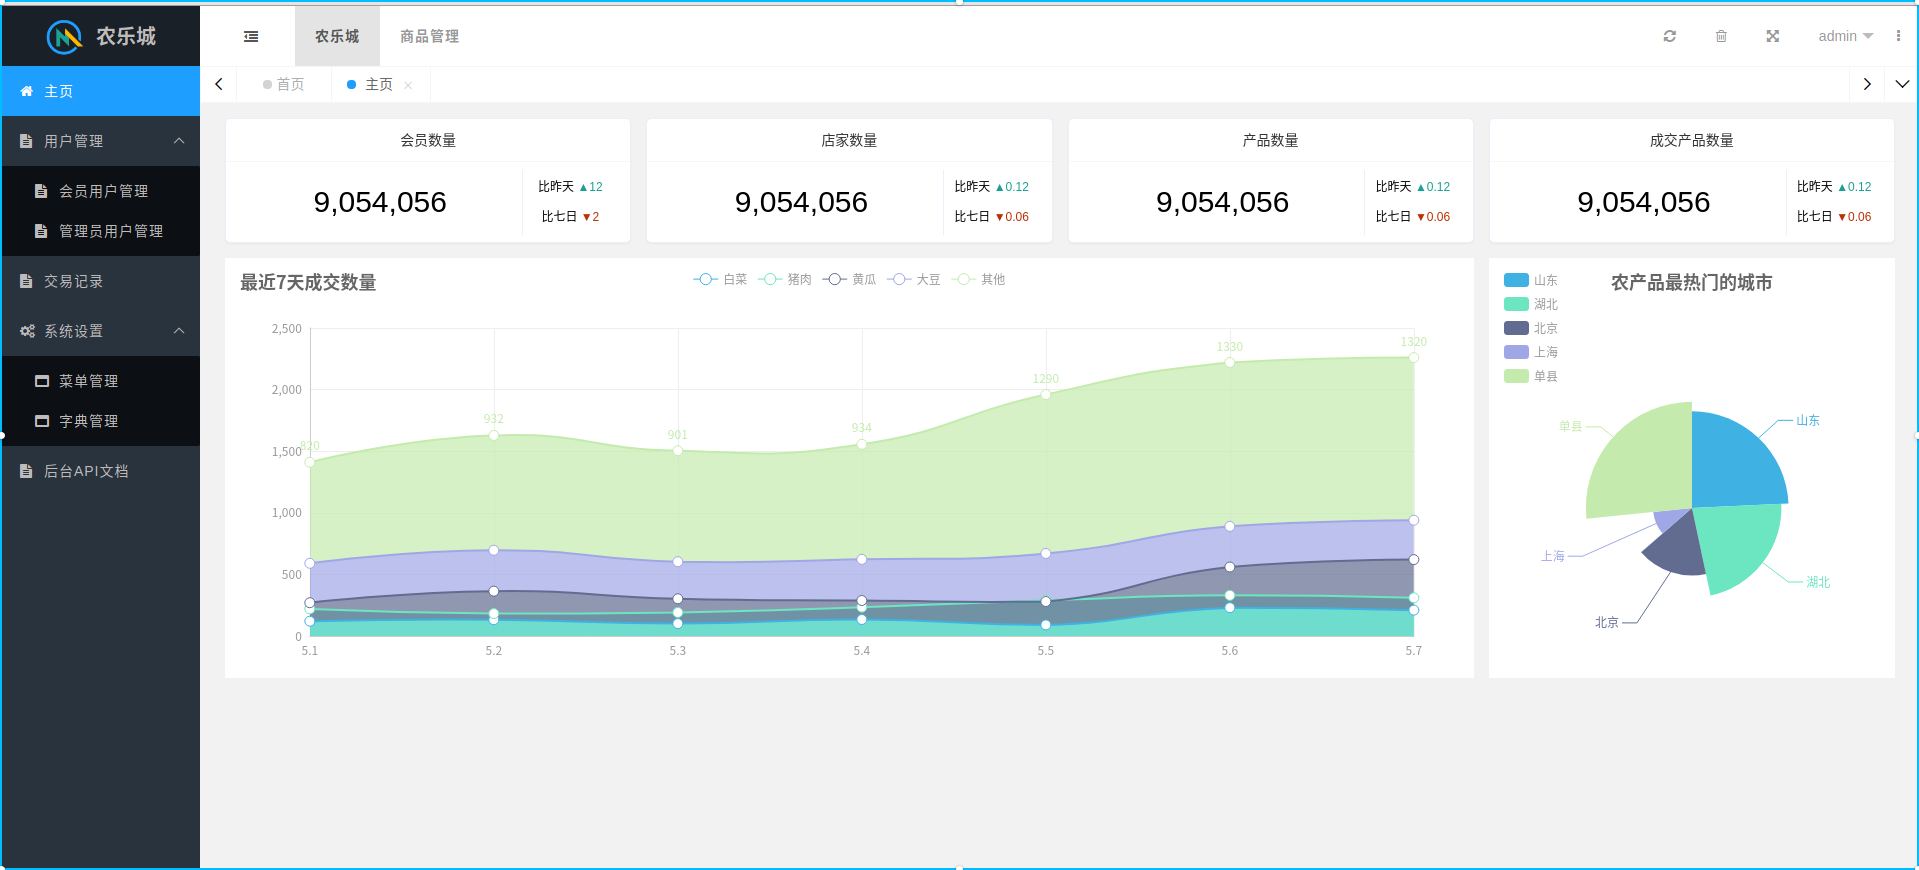 农乐城
农乐城
商品管理
admin
主页
用户管理
会员用户管理
管理员用户管理
交易记录
系统设置
菜单管理
字典管理
后台API文档
首页
主页
会员数量
9,054,056
比昨天 ▲12
比七日 ▼2
店家数量
9,054,056
比昨天 ▲0.12
比七日 ▼0.06
产品数量
9,054,056
比昨天 ▲0.12
比七日 ▼0.06
成交产品数量
9,054,056
比昨天 ▲0.12
比七日 ▼0.06
最近7天成交数量
白菜 猪肉 黄瓜 大豆 其他
2,500
2,000
1,500
1,000
500
0
820
932
901
934
1290
1330
1320
5.1 5.2 5.3 5.4 5.5 5.6 5.7
农产品最热门的城市
山东
湖北
北京
上海
单县
山东
湖北
北京
上海
单县